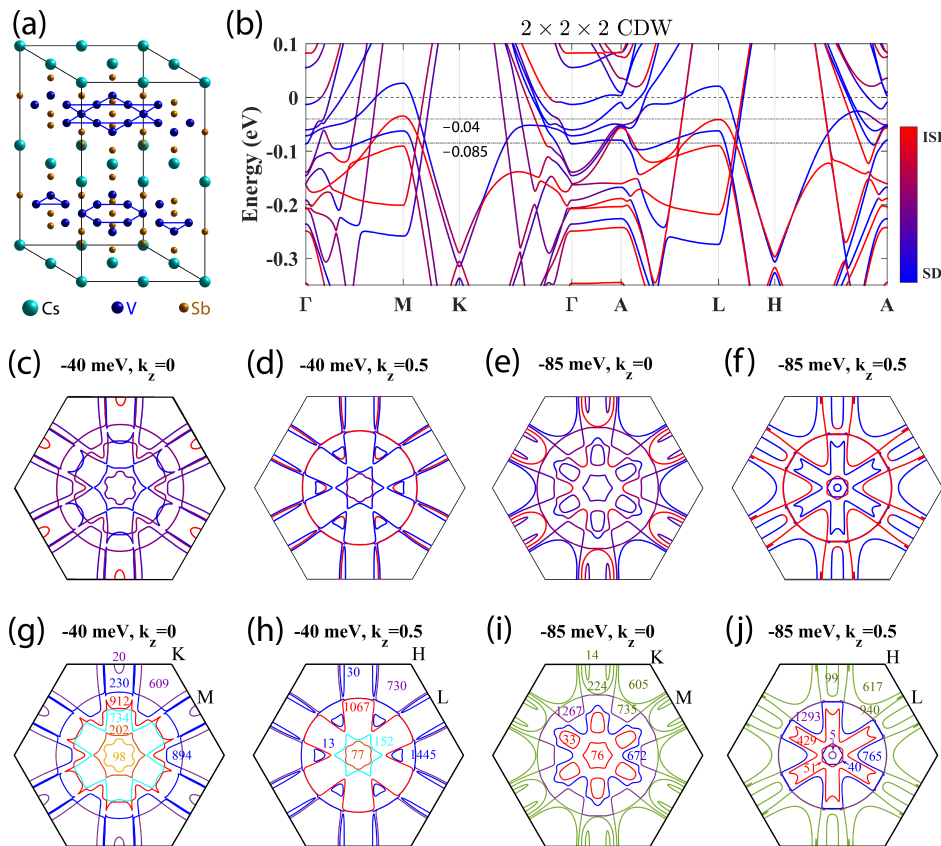 (a)
(b)
2 × 2 × 2 CDW
0.1
0
-0.1
-0.2
-0.3
Energy (eV)
−0.04
−0.085
Γ M K Γ A L H A
SD
Cs V Sb
(c) -40 meV, k_z=0
(d) -40 meV, k_z=0.5
(e) -85 meV, k_z=0
(f) -85 meV, k_z=0.5
(g) -40 meV, k_z=0
20
K
230
609
912
M
734
202
98
894
(h) -40 meV, k_z=0.5
30
H
730
L
1067
13
152
77
1445
(i) -85 meV, k_z=0
14
K
224
605
M
1267
735
33
672
76
(j) -85 meV, k_z=0.5
99
H
617
L
940
1293
5
429
765
51
40